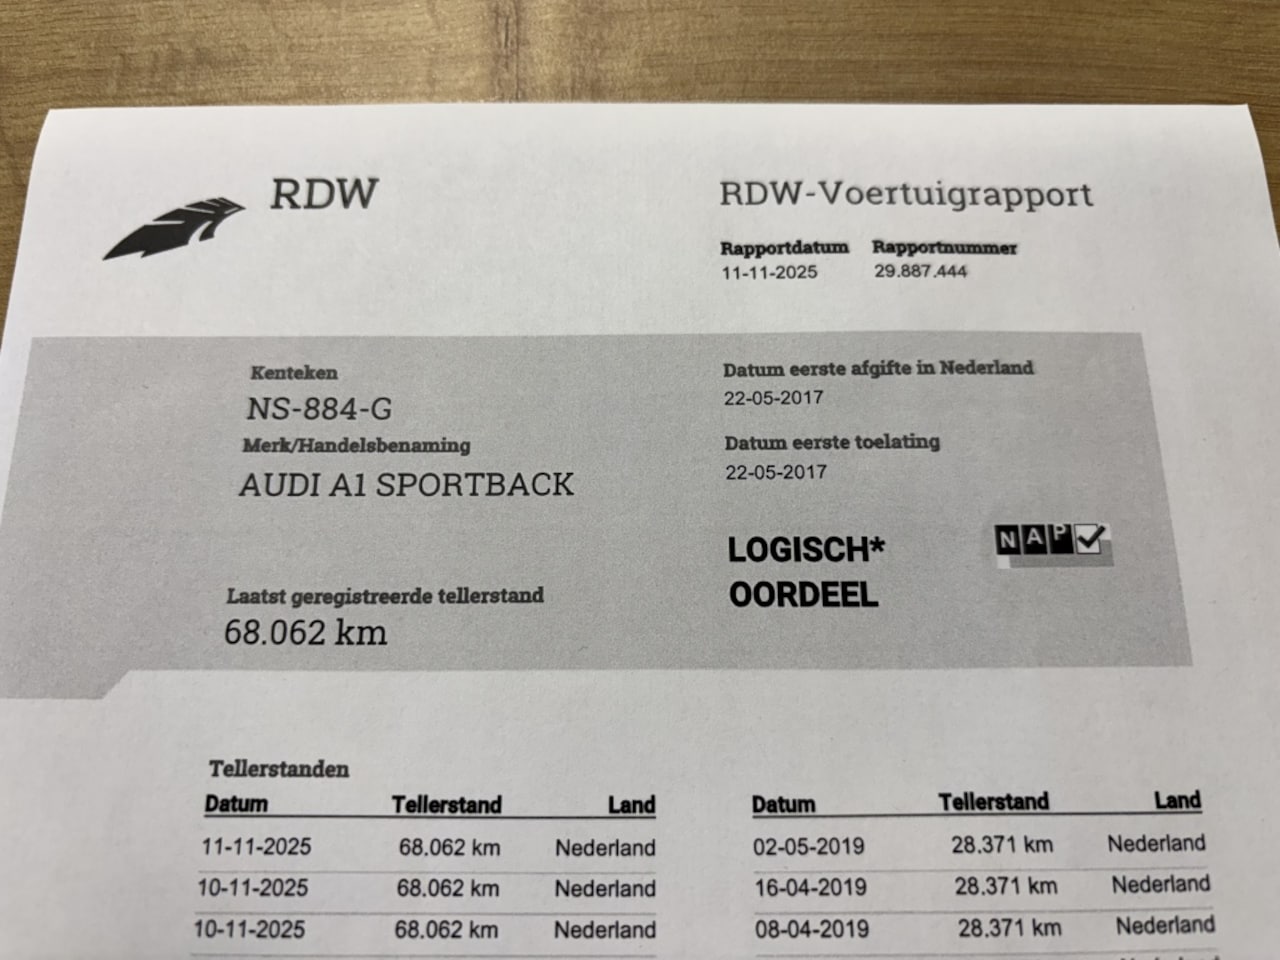 RDW
RDW-Voertuigrapport
Rapportdatum Rapportnummer
11-11-2025 29.887.444
Kenteken
NS-884-G
Merk/Handelsbenaming
AUDI A1 SPORTBACK
Laatst geregistreerde tellerstand
68.062 km
Datum eerste afgifte in Nederland
22-05-2017
Datum eerste toelating
22-05-2017
LOGISCH*
OORDEEL
NAP
Tellerstanden
Datum Tellerstand Land
11-11-2025 68.062 km Nederland
10-11-2025 68.062 km Nederland
10-11-2025 68.062 km Nederland
Datum Tellerstand Land
02-05-2019 28.371 km Nederland
16-04-2019 28.371 km Nederland
08-04-2019 28.371 km Nederland